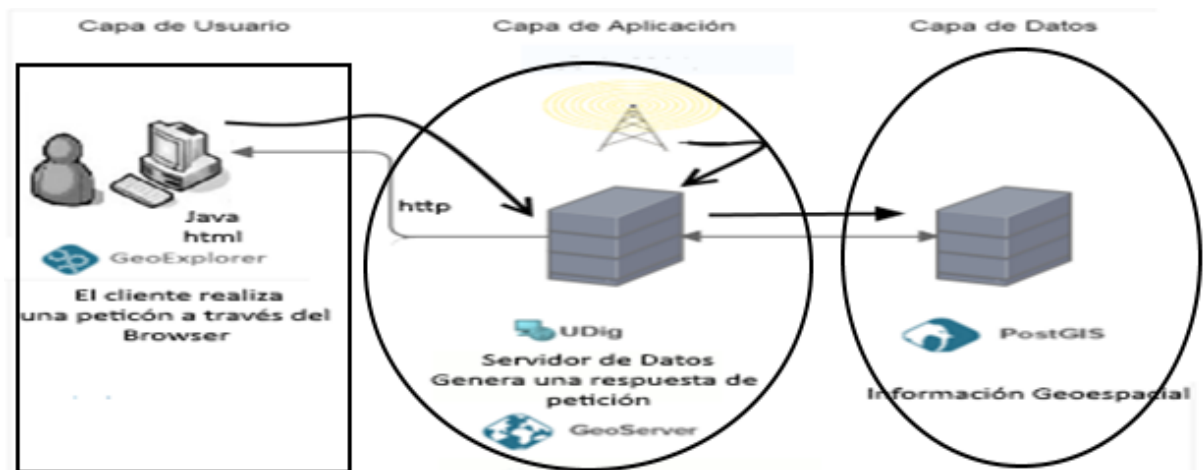 Capa de Usuario
Capa de Aplicación
Capa de Datos
Java
html
GeoExplorer
El cliente realiza
una peticón a través del
Browser
http
UDig
Servidor de Datos
Genera una respuesta de
petición
GeoServer
PostGIS
Información Geoespacial